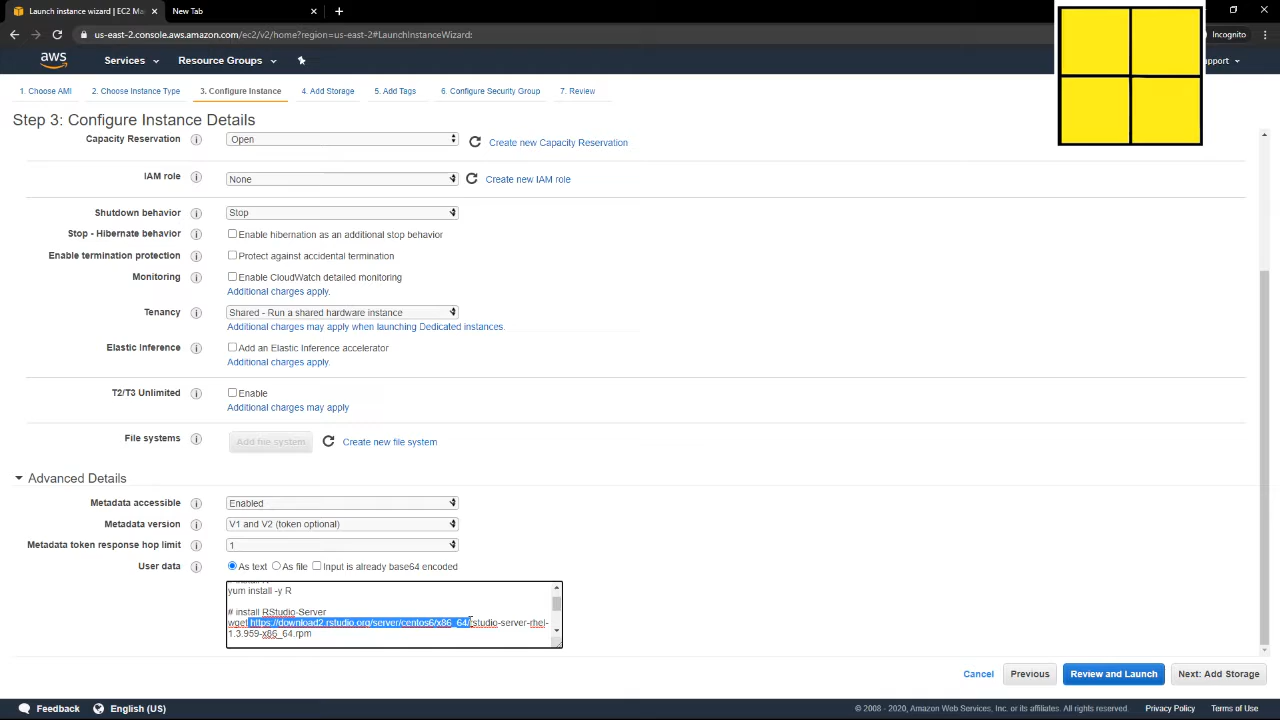 Launch instance wizard | EC2 Ma
New Tab
us-east-2.console.aws.amazon.com/ec2/v2/home?region=us-east-2#LaunchInstanceWizard:
Incognito
aws
Services
Resource Groups
pport
1. Choose AMI
2. Choose Instance Type
3. Configure Instance
4. Add Storage
5. Add Tags
6. Configure Security Group
7. Review
Step 3: Configure Instance Details
Capacity Reservation
Open
Create new Capacity Reservation
IAM role
None
Create new IAM role
Shutdown behavior
Stop
Stop - Hibernate behavior
Enable hibernation as an additional stop behavior
Enable termination protection
Protect against accidental termination
Monitoring
Enable CloudWatch detailed monitoring
Additional charges apply.
Tenancy
Shared - Run a shared hardware instance
Additional charges may apply when launching Dedicated instances.
Elastic Inference
Add an Elastic Inference accelerator
Additional charges apply.
T2/T3 Unlimited
Enable
Additional charges may apply
File systems
Add file system
Create new file system
Advanced Details
Metadata accessible
Enabled
Metadata version
V1 and V2 (token optional)
Metadata token response hop limit
1
User data
As text
As file
Input is already base64 encoded
yum install -y R
# install RStudio-Server
wget https://download2.rstudio.org/server/centos6/x86_64/rstudio-server-rhel-
1.3.959-x86_64.rpm
Cancel
Previous
Review and Launch
Next: Add Storage
Feedback
English (US)
© 2008 - 2020, Amazon Web Services, Inc. or its affiliates. All rights reserved.
Privacy Policy
Terms of Use